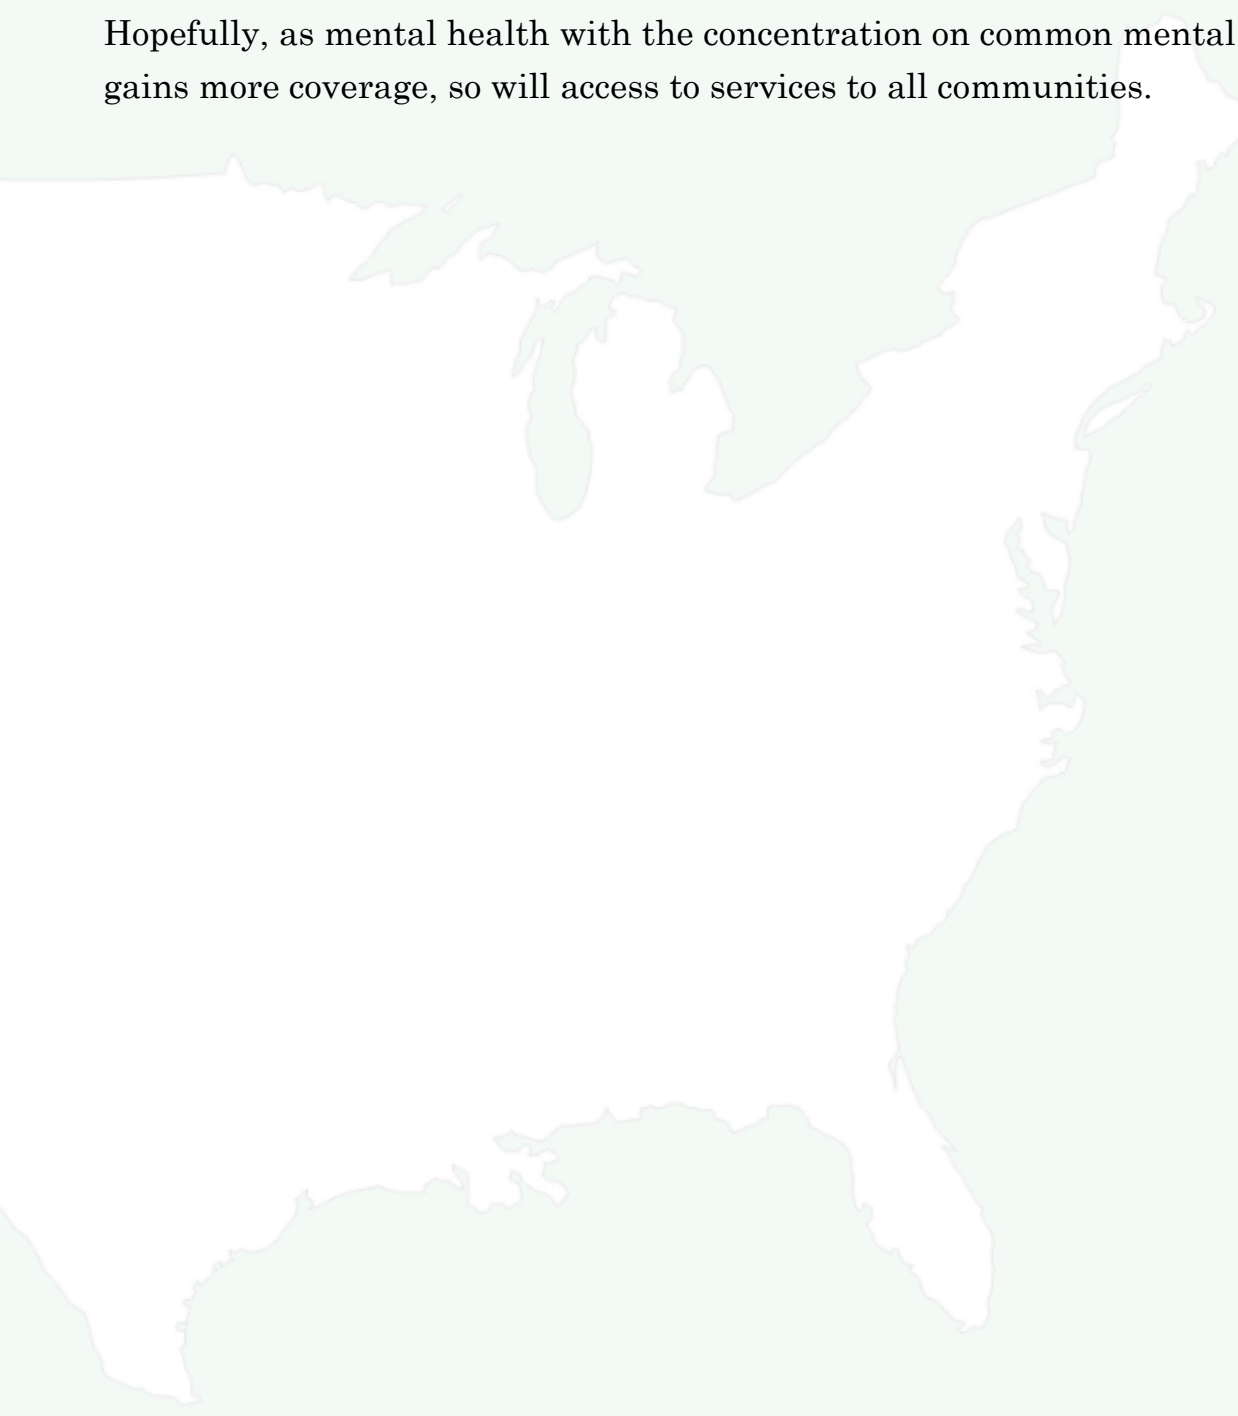 Hopefully, as mental health with the concentration on common mental
gains more coverage, so will access to services to all communities.